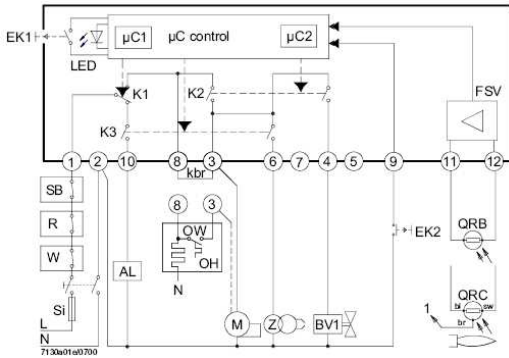 EK1
LED
µC1
µC control
µC2
K1
K2
FSV
K3
1 2 10 8 3 6 7 4 5 9 11 12
kbr
SB
R
W
Si
L
N
8 3
OW
OH
N
AL
M
Z
BV1
EK2
QRB
QRC
bl sw
br
1
7130a01e/0700